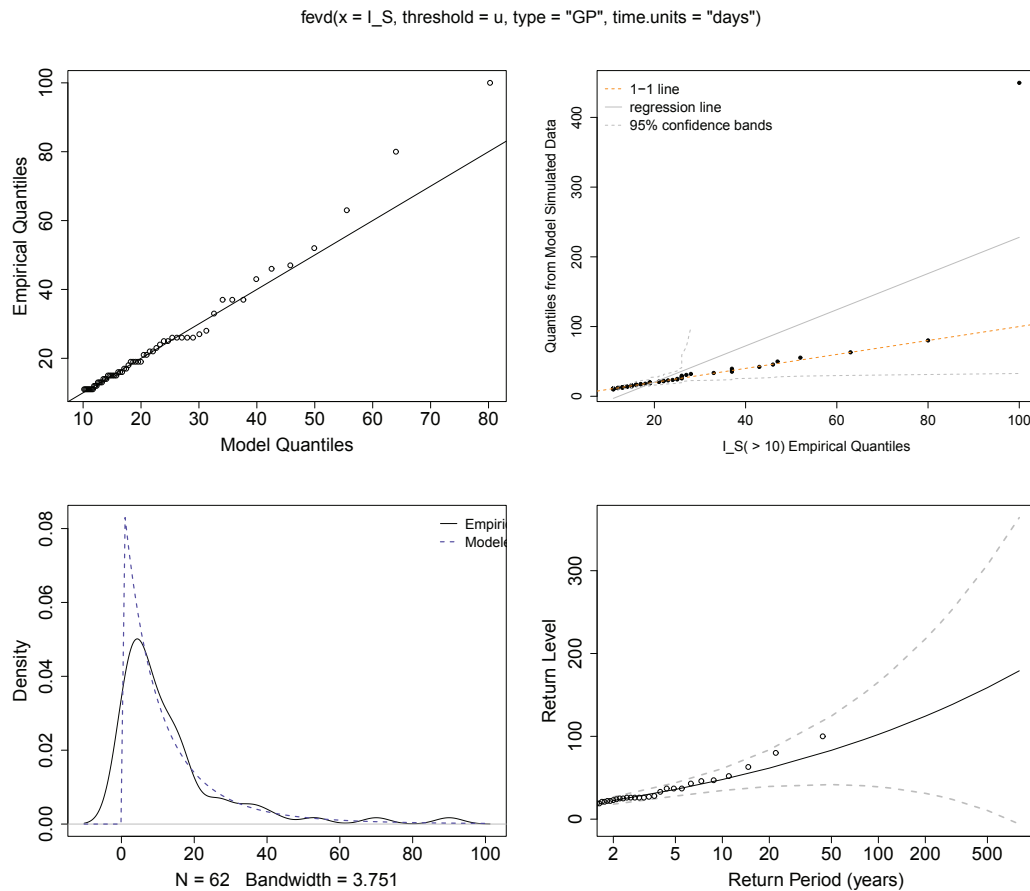 fevd(x = I_S, threshold = u, type = "GP", time.units = "days")
100
80
60
40
20
Empirical Quantiles
10 20 30 40 50 60 70 80
Model Quantiles
1−1 line
regression line
95% confidence bands
400
300
200
100
0
Quantiles from Model Simulated Data
20 40 60 80 100
I_S( > 10) Empirical Quantiles
Empiri
Modele
0.08
0.06
0.04
0.02
0.00
Density
0 20 40 60 80 100
N = 62 Bandwidth = 3.751
300
200
100
0
Return Level
2 5 10 20 50 100 200 500
Return Period (years)